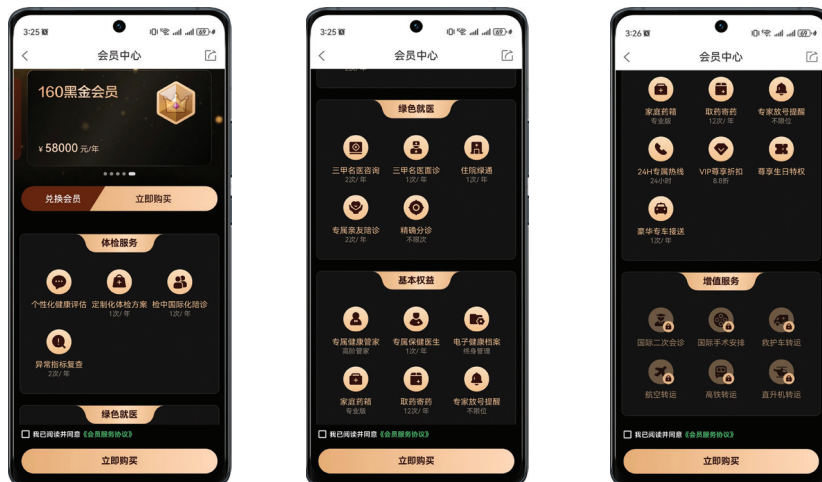 3:25
69
会员中心
160黑金会员
¥ 58000 元/年
兑换会员
立即购买
体检服务
个性化健康评估
定制化体检方案
1次/年
检中国际化陪诊
1次/年
异常指标复查
2次/年
绿色就医
我已阅读并同意《会员服务协议》
立即购买
3:25
69
会员中心
绿色就医
三甲名医咨询
2次/年
三甲名医面诊
1次/年
住院绿通
1次/年
专属亲友陪诊
2次/年
精确分诊
不限次
基本权益
专属健康管家
高阶管家
专属保健医生
1次/年
电子健康档案
终身管理
家庭药箱
专业版
取药寄药
12次/年
专家放号提醒
不限位
我已阅读并同意《会员服务协议》
立即购买
3:26
69
会员中心
家庭药箱
专业版
取药寄药
12次/年
专家放号提醒
不限位
24H专属热线
24小时
VIP尊享折扣
8.8折
尊享生日特权
豪华专车接送
1次/年
增值服务
国际二次会诊
国际手术安排
救护车转运
航空转运
高铁转运
直升机转运
我已阅读并同意《会员服务协议》
立即购买